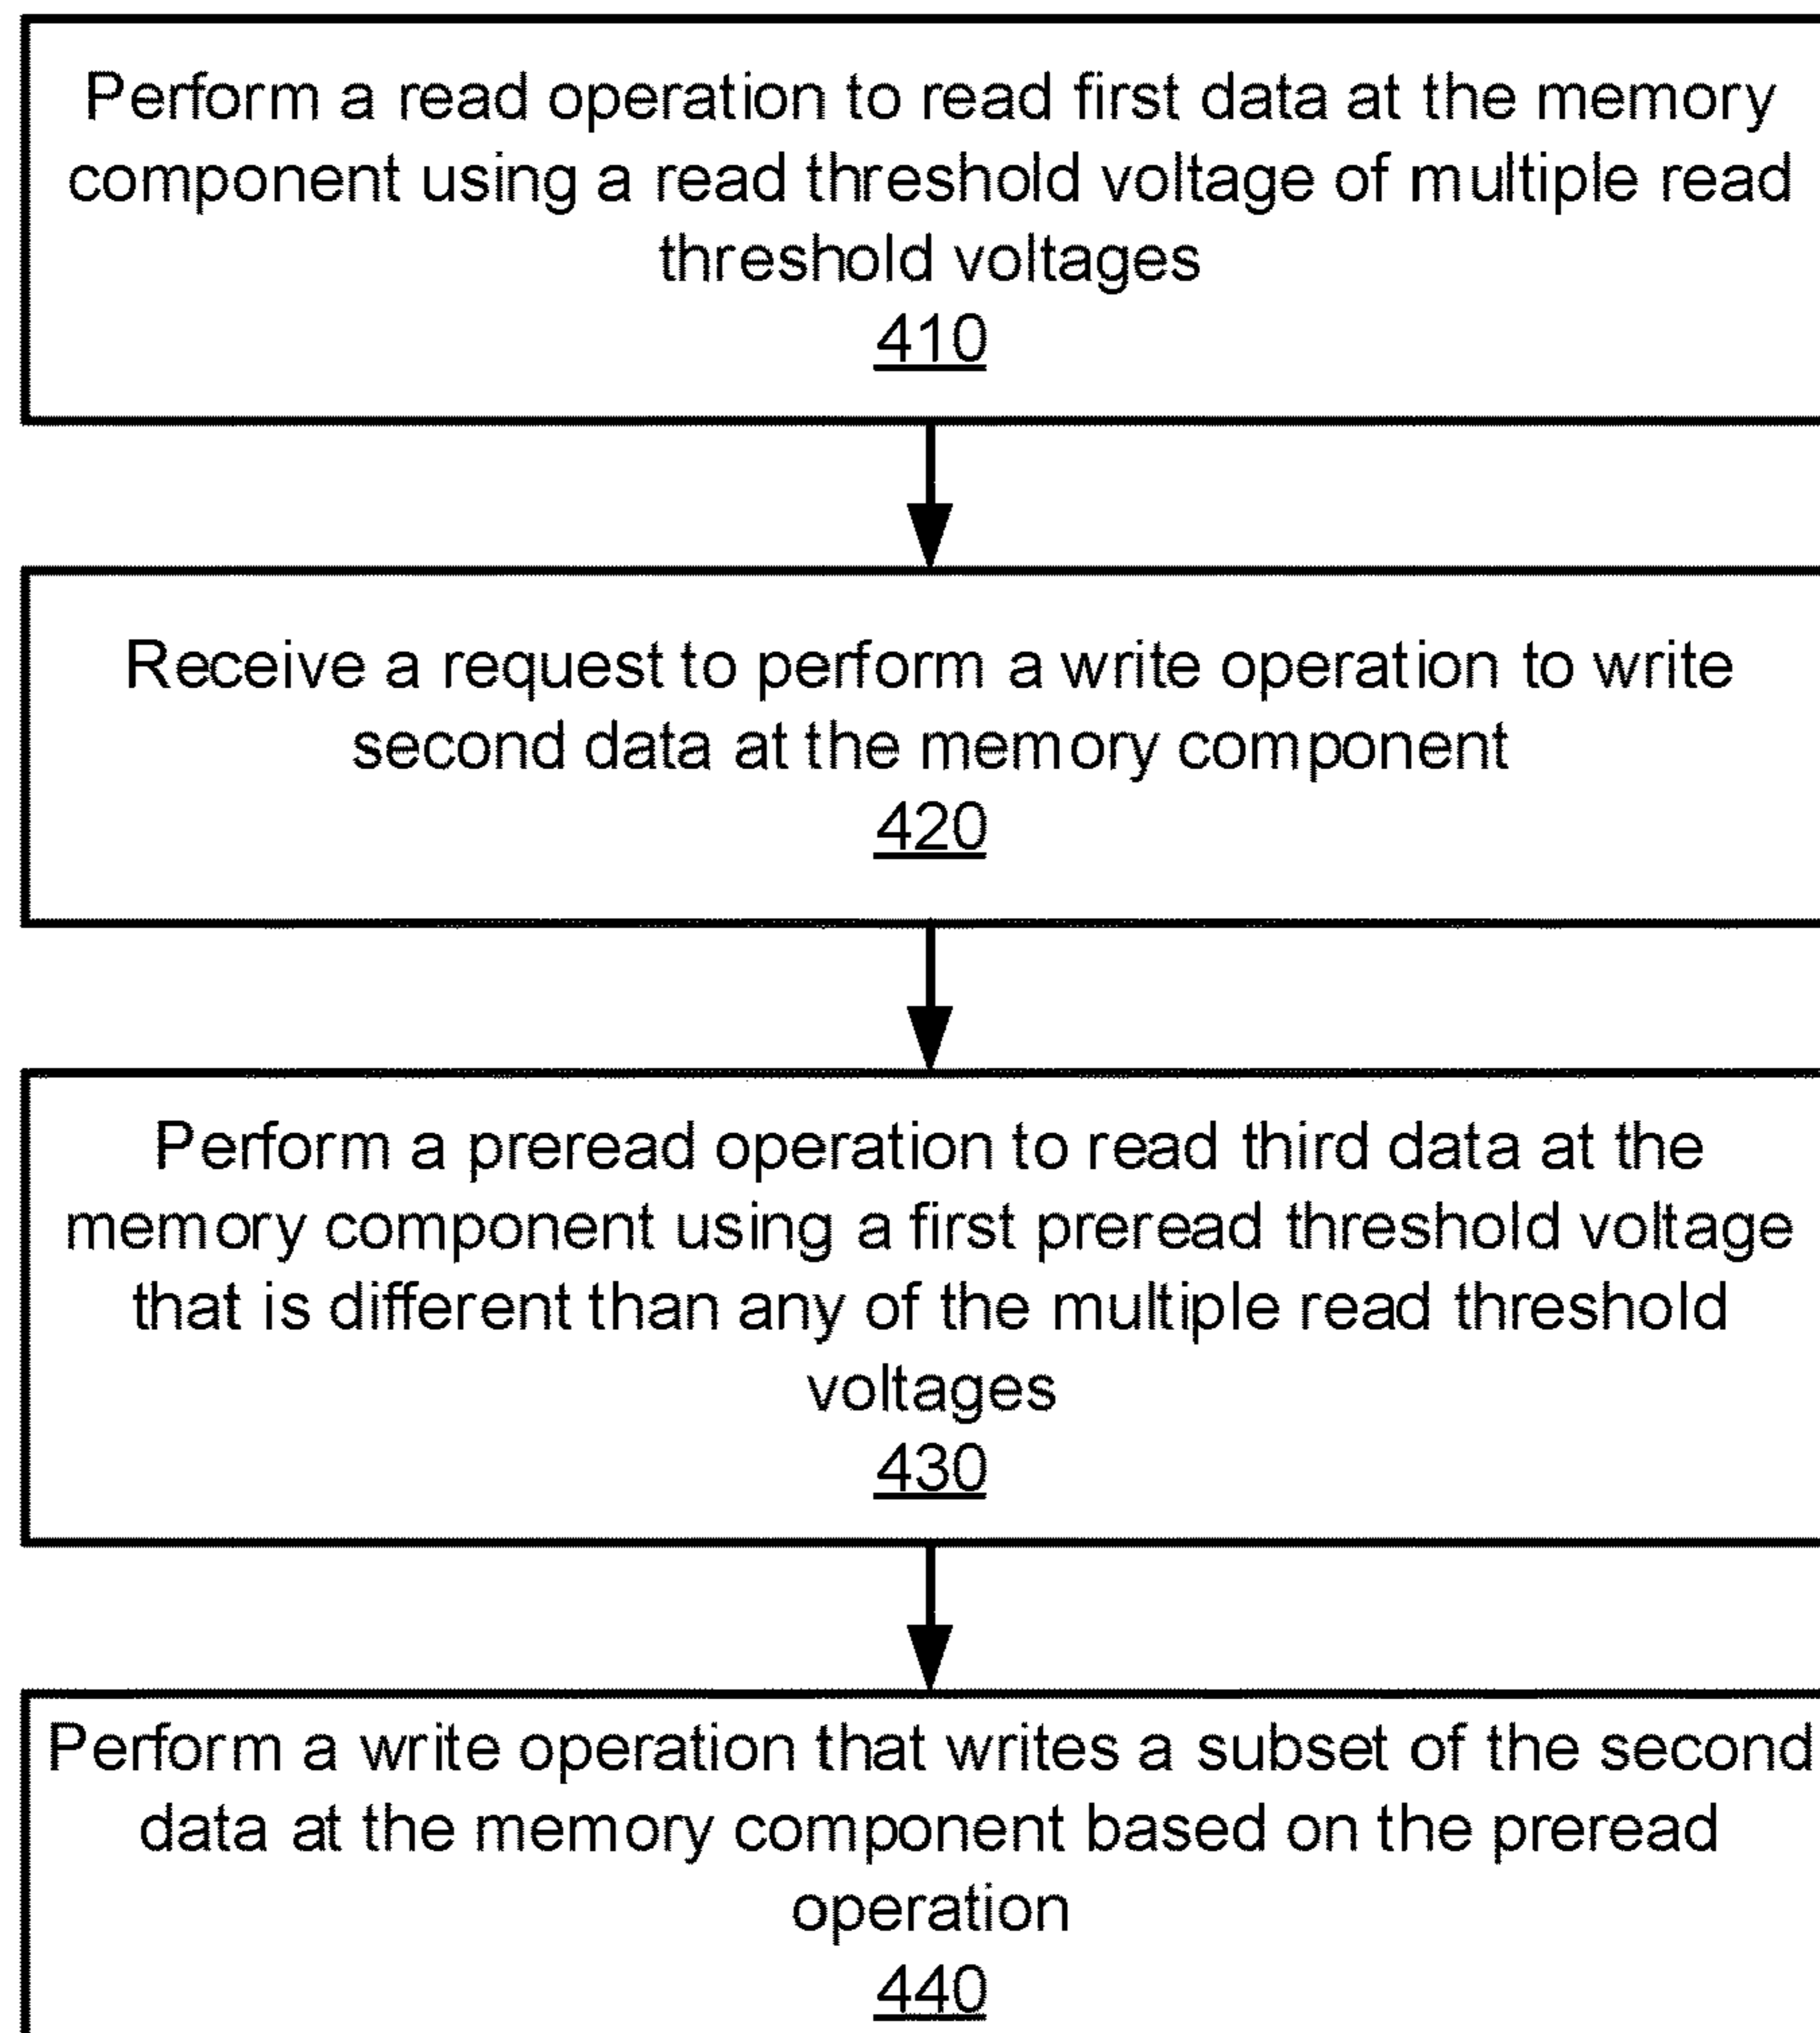 Perform a read operation to read first data at the memory
component using a read threshold voltage of multiple read
threshold voltages
410
Receive a request to perform a write operation to write
second data at the memory component
420
Perform a preread operation to read third data at the
memory component using a first preread threshold voltage
that is different than any of the multiple read threshold
voltages
430
Perform a write operation that writes a subset of the second
data at the memory component based on the preread
operation
440